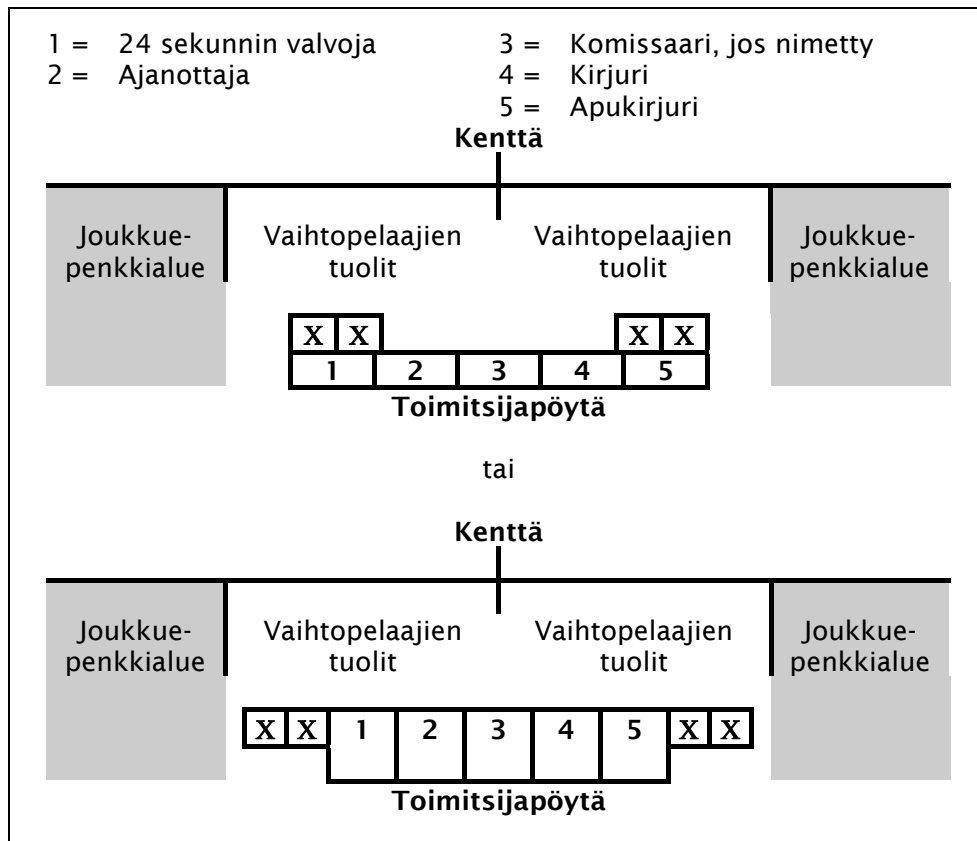 1 = 24 sekunnin valvoja
2 = Ajanottaja
3 = Komissaari, jos nimetty
4 = Kirjuri
5 = Apukirjuri
Kenttä
Joukkue-
penkkialue
Vaihtopelaajien
tuolit
Vaihtopelaajien
tuolit
Joukkue-
penkkialue
X X X X
1 2 3 4 5
Toimitsijapöytä
tai
Kenttä
Joukkue-
penkkialue
Vaihtopelaajien
tuolit
Vaihtopelaajien
tuolit
Joukkue-
penkkialue
X X 1 2 3 4 5 X X
Toimitsijapöytä